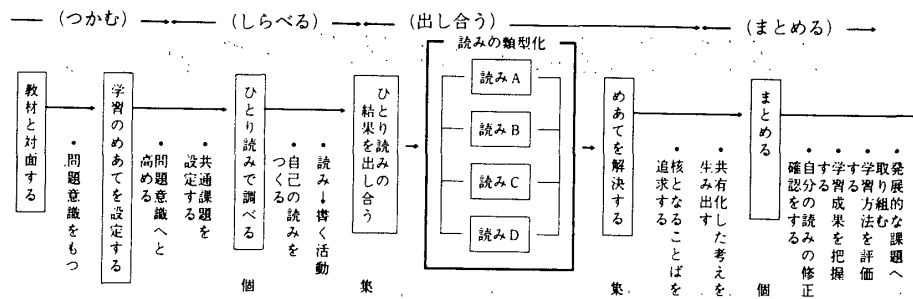 (つかむ)
(しらべる)
(出し合う)
(まとめる)
教材と対面する
・問題意識をもつ
学習のめあてを設定する
・問題意識へと
高める
・共通課題を
設定する
ひとり読みで調べる
個
・自己の読みを
つくる
・読み→書く活動
ひとり読みの
結果を出し合う
集
読みの類型化
読みA
読みB
読みC
読みD
めあてを解決する
集
・核となることばを
追求する
・共有化した考えを
生み出す
まとめる
個
・自分の読みの修正
確認をする
・学習成果を把握
する
・学習方法を評価
する
・発展的な課題へ
取り組む